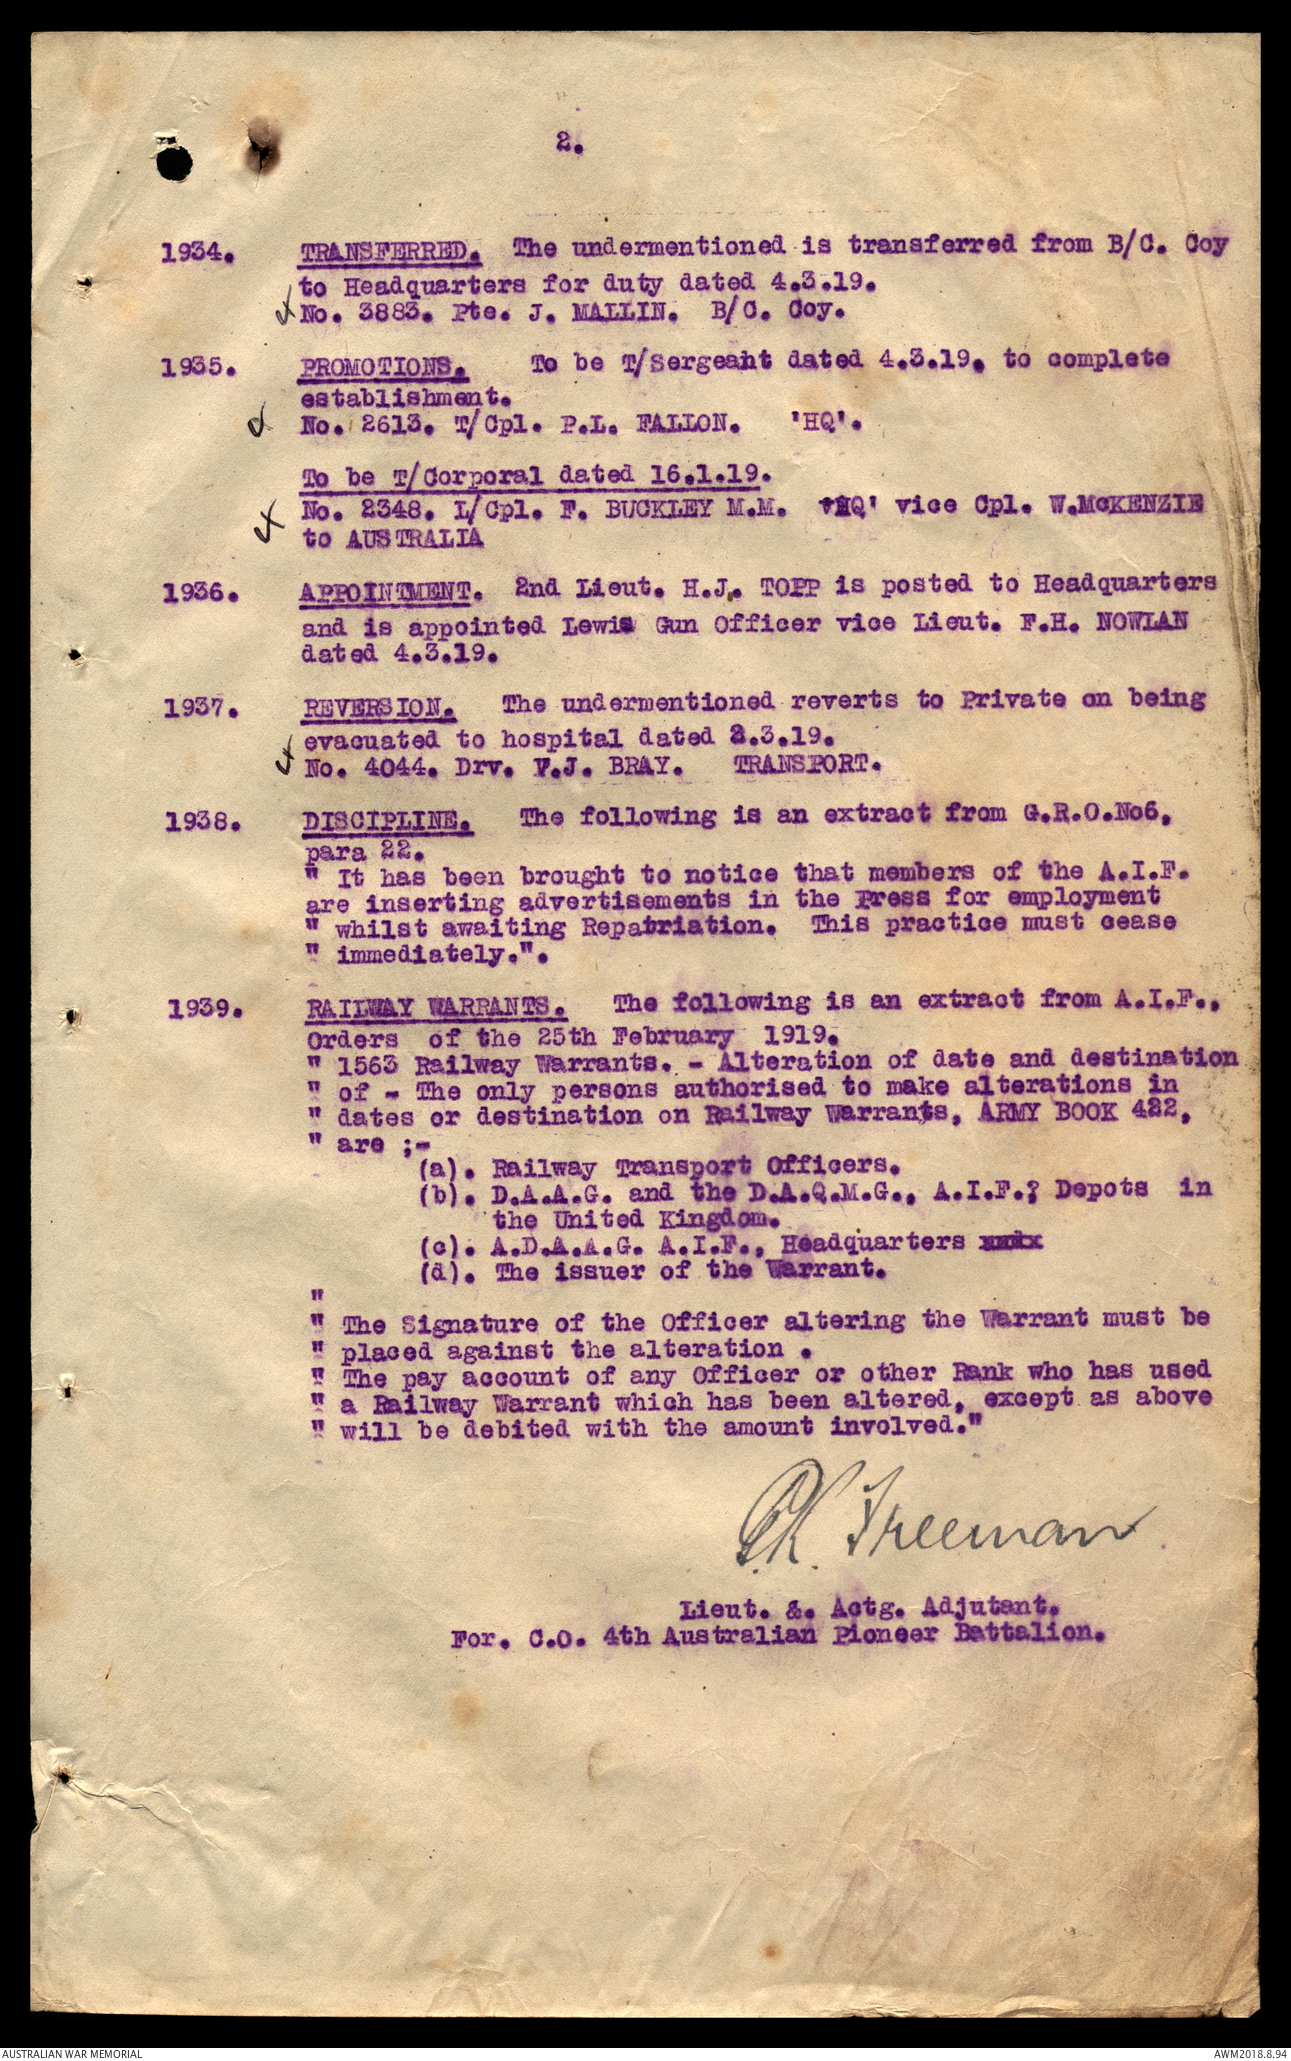 2.
1934. TRANSFERRED. The undermentioned is transferred from B/C. Coy
to Headquarters for duty dated 4.3.19.
No. 3883. Pte. J. MALLIN. B/C. Coy.
1935. PROMOTIONS. To be T/Sergeant dated 4.3.19. to complete
establishment.
No. 2613. T/Cpl. P.L. FALLON. 'HQ'.
To be T/Corporal dated 16.1.19.
No. 2348. L/Cpl. F. BUCKLEY M.M. 'HQ' vice Cpl. W.McKENZIE
to AUSTRALIA
1936. APPOINTMENT. 2nd Lieut. H.J. TOPP is posted to Headquarters
and is appointed Lewis Gun Officer vice Lieut. F.H. NOWLAN
dated 4.3.19.
1937. REVERSION. The undermentioned reverts to Private on being
evacuated to hospital dated 2.3.19.
No. 4044. Drv. F.J. BRAY. TRANSPORT.
1938. DISCIPLINE. The following is an extract from G.R.O.No6,
para 22.
" It has been brought to notice that members of the A.I.F.
are inserting advertisements in the Press for employment
" whilst awaiting Repatriation. This practice must cease
" immediately.".
1939. RAILWAY WARRANTS. The following is an extract from A.I.F.,
Orders of the 25th February 1919.
" 1563 Railway Warrants. - Alteration of date and destination
" of - The only persons authorised to make alterations in
" dates or destination on Railway Warrants, ARMY BOOK 422,
" are ;-
(a). Railway Transport Officers.
(b). D.A.A.G. and the D.A.Q.M.G., A.I.F.? Depots in
the United Kingdom.
(c). A.D.A.A.G. A.I.F., Headquarters
(d). The issuer of the Warrant.
"
" The Signature of the Officer altering the Warrant must be
" placed against the alteration .
" The pay account of any Officer or other Rank who has used
" a Railway Warrant which has been altered, except as above
" will be debited with the amount involved."
Freeman
Lieut. &. Actg. Adjutant.
For. C.O. 4th Australian Pioneer Battalion.
AUSTRALIAN WAR MEMORIAL
AWM2018.8.94